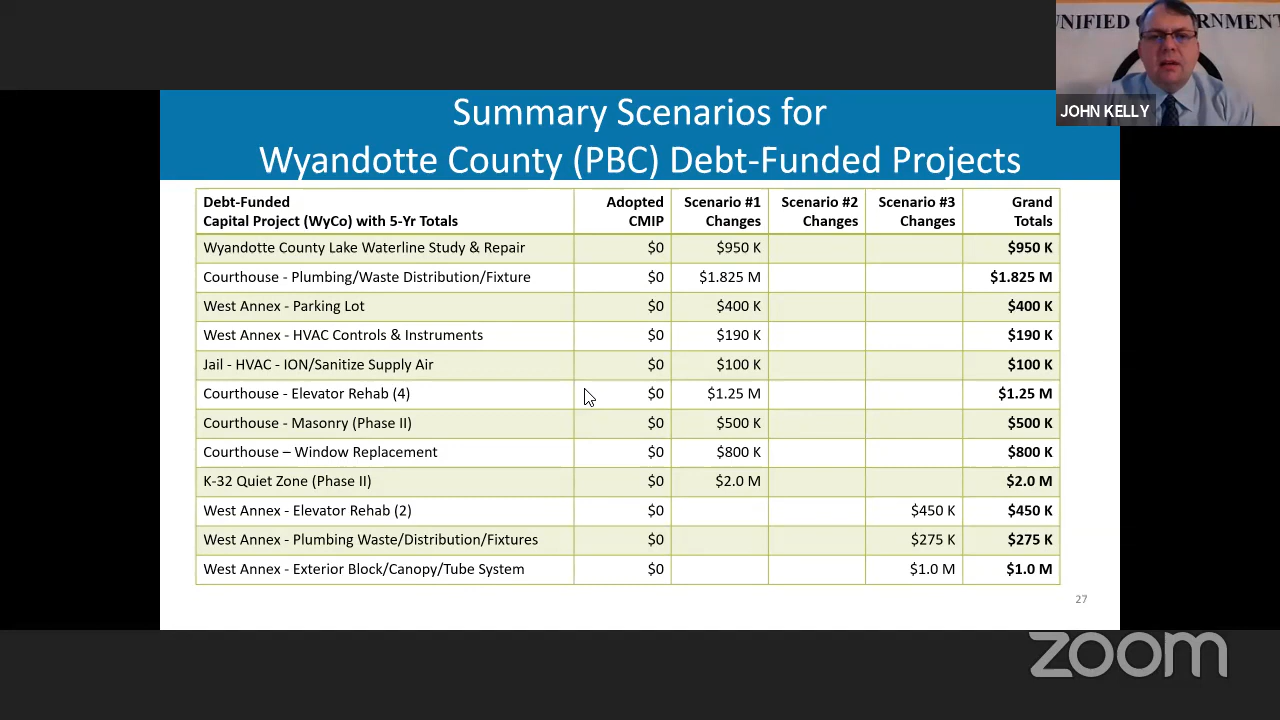 UNIFIED GOVERNMENT
JOHN KELLY
Summary Scenarios for
Wyandotte County (PBC) Debt-Funded Projects
Debt-Funded Adopted Scenario #1 Scenario #2 Scenario #3 Grand
Capital Project (WyCo) with 5-Yr Totals CMIP Changes Changes Changes Totals
Wyandotte County Lake Waterline Study & Repair $0 $950 K $950 K
Courthouse - Plumbing/Waste Distribution/Fixture $0 $1.825 M $1.825 M
West Annex - Parking Lot $0 $400 K $400 K
West Annex - HVAC Controls & Instruments $0 $190 K $190 K
Jail - HVAC - ION/Sanitize Supply Air $0 $100 K $100 K
Courthouse - Elevator Rehab (4) $0 $1.25 M $1.25 M
Courthouse - Masonry (Phase II) $0 $500 K $500 K
Courthouse – Window Replacement $0 $800 K $800 K
K-32 Quiet Zone (Phase II) $0 $2.0 M $2.0 M
West Annex - Elevator Rehab (2) $0 $450 K $450 K
West Annex - Plumbing Waste/Distribution/Fixtures $0 $275 K $275 K
West Annex - Exterior Block/Canopy/Tube System $0 $1.0 M $1.0 M
27
zoom